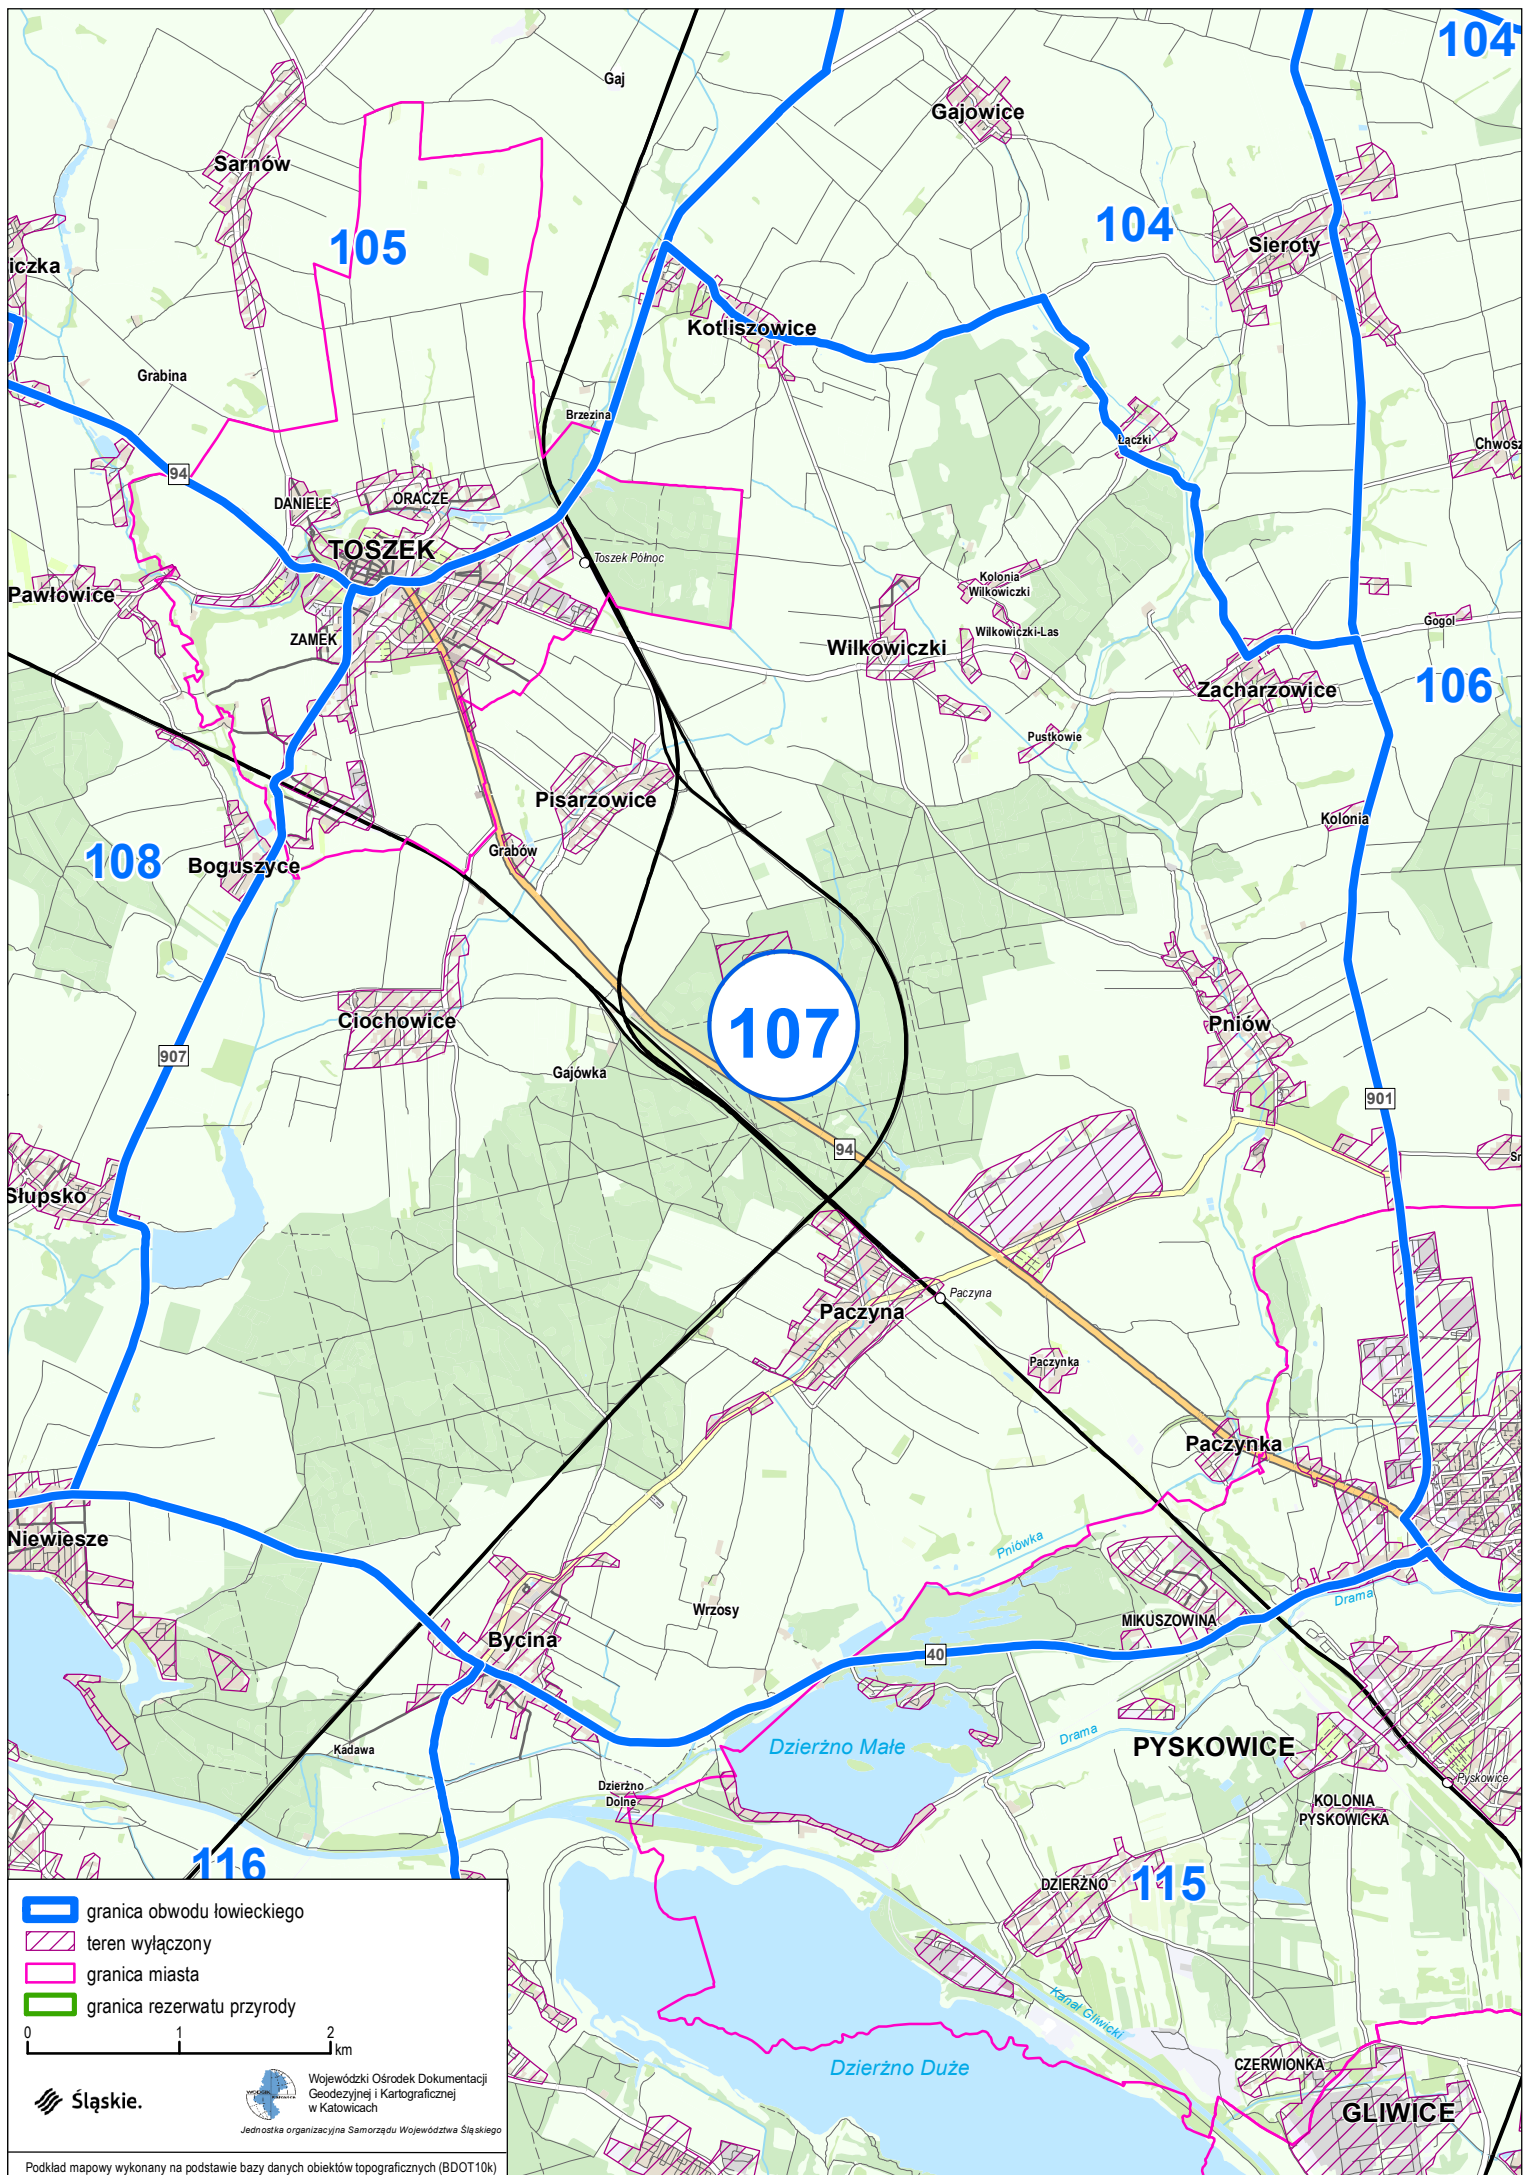 104
Gaj
Gajowice
Sarnów
104
105
Sieroty
iczka
Kotliszowice
Grabina
Brzezina
Łączki
Chwosz
94
DANIELE
ORACZE
TOSZEK
Toszek Północ
Pawłowice
Kolonia
Wilkowiczki
Gogol
ZAMEK
Wilkowiczki-Las
Wilkowiczki
Zacharzowice
106
Pustkowie
Pisarzowice
Kolonia
Grabów
108
Boguszyce
Ciochowice
107
Pniów
907
Gajówka
901
94
Słupsko
Paczyna
Paczyna
Paczynka
Paczynka
Niewiesze
Pniówka
Drama
Wrzosy
MIKUSZOWINA
Bycina
40
Drama
Dzierżno Małe
PYSKOWICE
Kadawa
Pyskowice
Dzierżno
Dolne
KOLONIA
PYSKOWICKA
116
DZIERŻNO
115
Kanał Gliwicki
Dzierżno Duże
CZERWIONKA
GLIWICE
granica obwodu łowieckiego
teren wyłączony
granica miasta
granica rezerwatu przyrody
0 1 2
km
Śląskie.
Wojewódzki Ośrodek Dokumentacji
Geodezyjnej i Kartograficznej
w Katowicach
Jednostka organizacyjna Samorządu Województwa Śląskiego
Podkład mapowy wykonany na podstawie bazy danych obiektów topograficznych (BDOT10k)